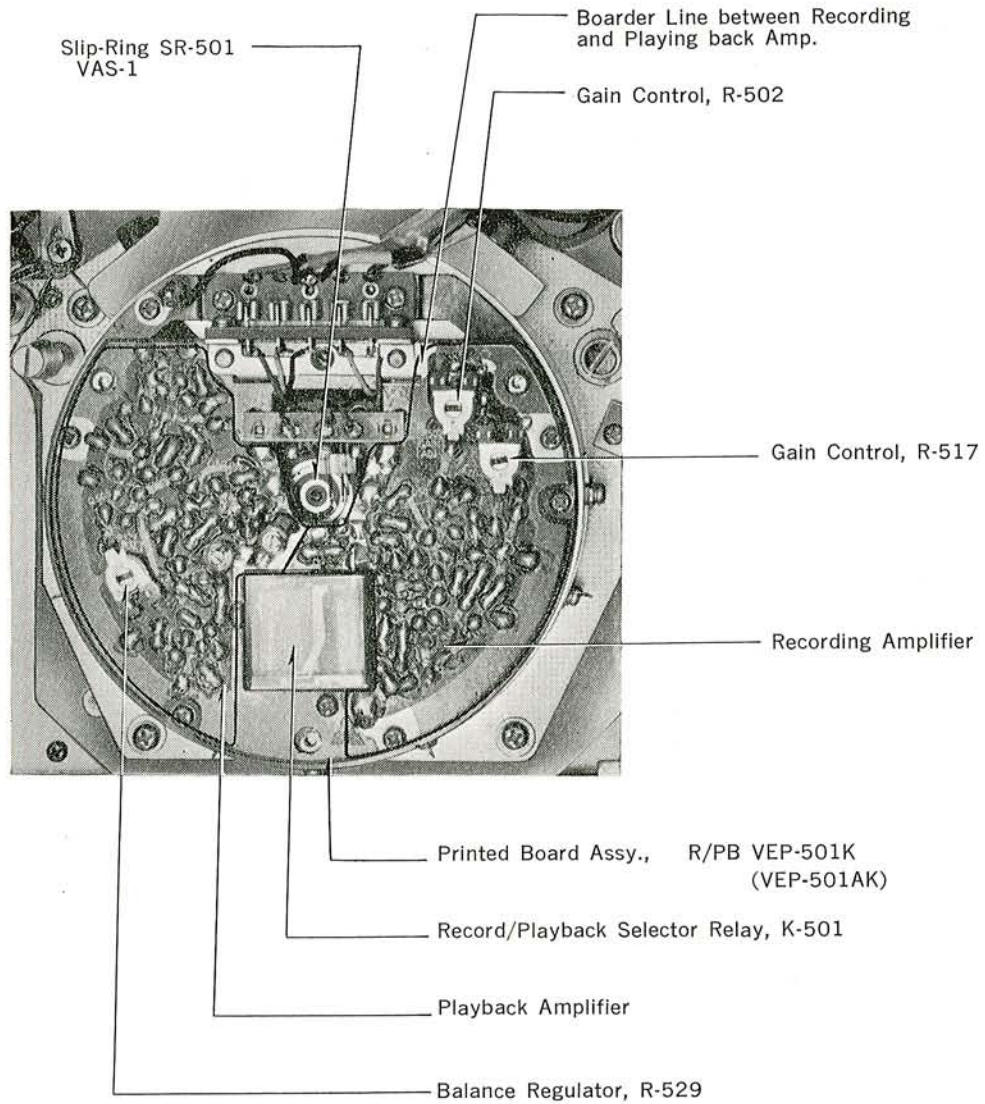 Slip-Ring SR-501
VAS-1
Boarder Line between Recording
and Playing back Amp.
Gain Control, R-502
Gain Control, R-517
Recording Amplifier
Printed Board Assy., R/PB VEP-501K
(VEP-501AK)
Record/Playback Selector Relay, K-501
Playback Amplifier
Balance Regulator, R-529